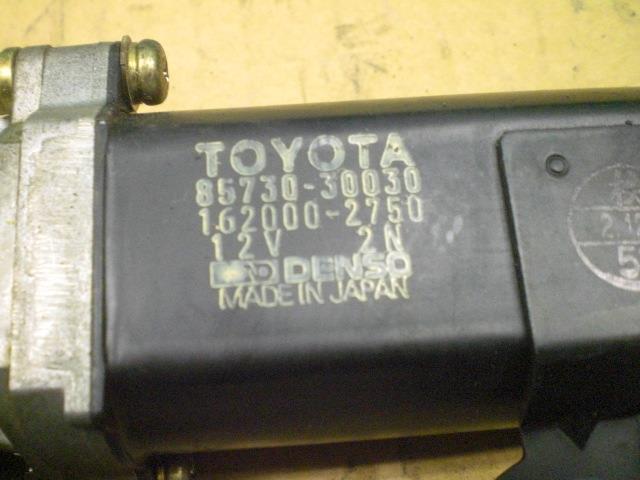 TOYOTA
85730-30030
162000-2750
12V 2N
DENSO
MADE IN JAPAN